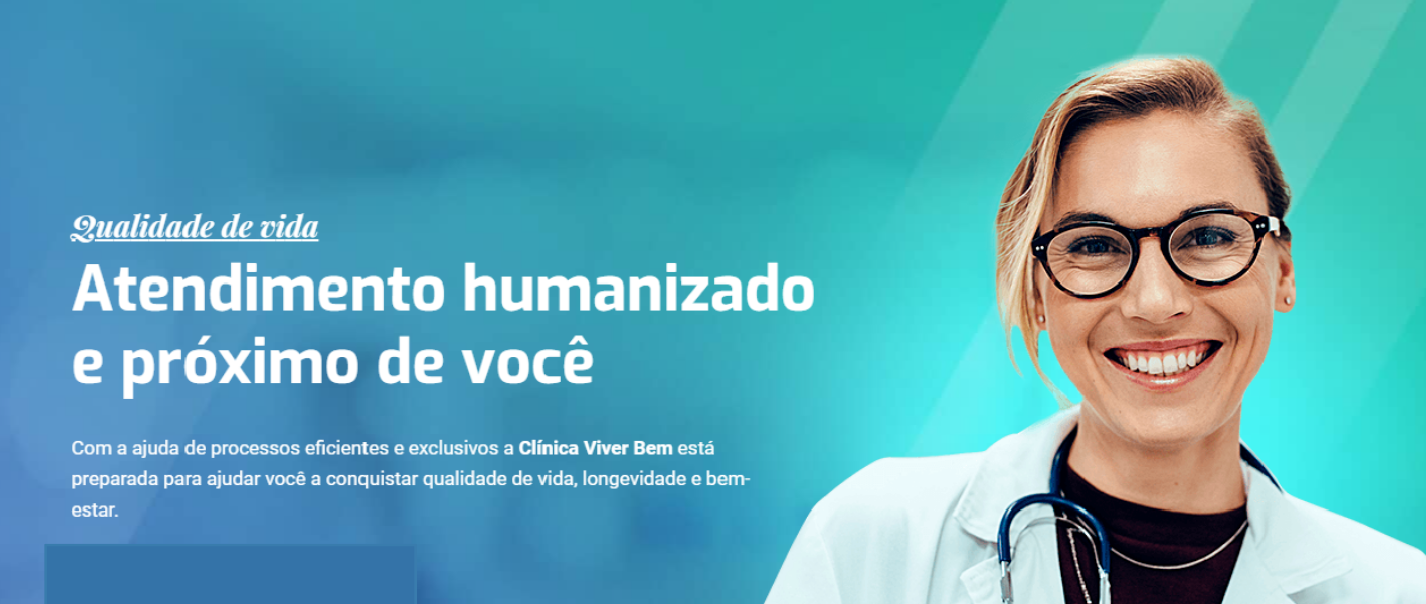 Qualidade de vida
Atendimento humanizado
e próximo de você
Com a ajuda de processos eficientes e exclusivos a Clínica Viver Bem está
preparada para ajudar você a conquistar qualidade de vida, longevidade e bem-
estar.